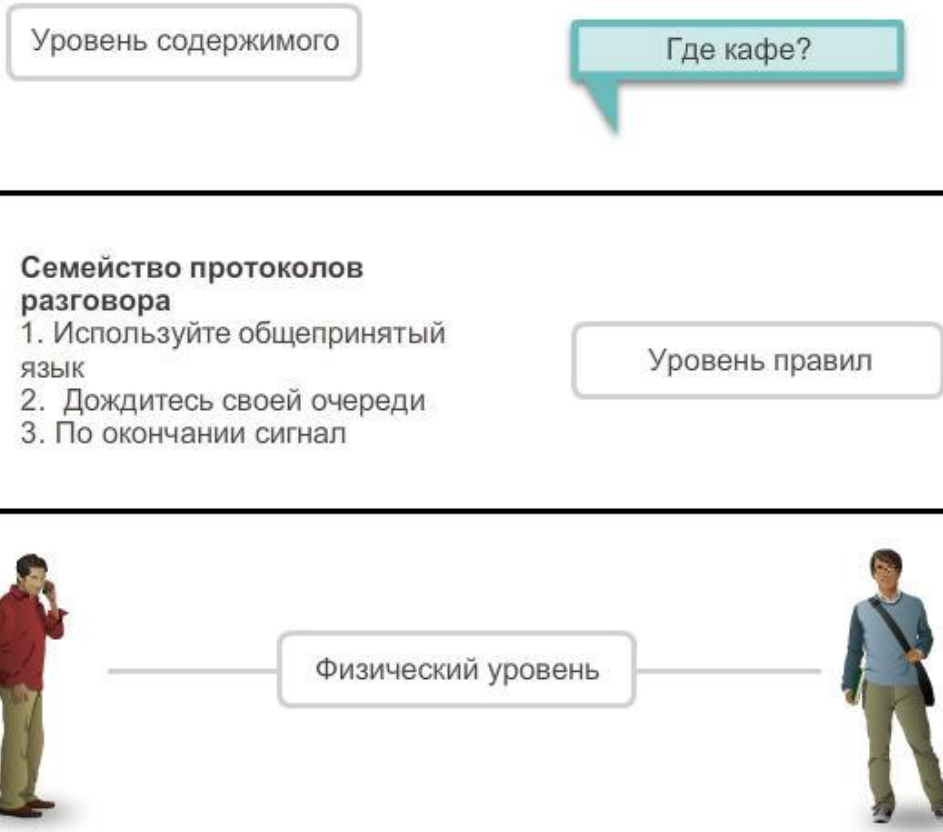 Уровень содержимого
Где кафе?
Семейство протоколов
разговора
1. Используйте общепринятый
язык
2. Дождитесь своей очереди
3. По окончании сигнал
Уровень правил
Физический уровень